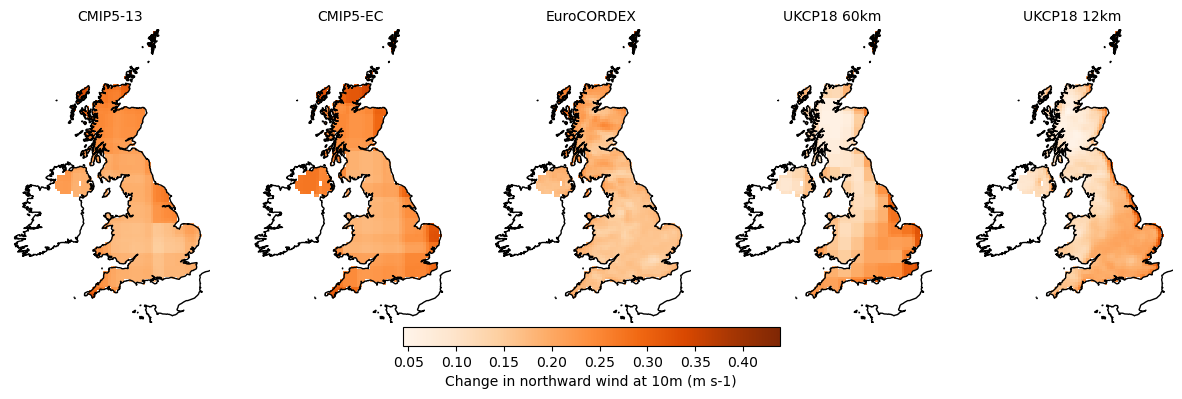 CMIP5-13
CMIP5-EC
EuroCORDEX
UKCP18 60km
UKCP18 12km
0.05 0.10 0.15 0.20 0.25 0.30 0.35 0.40
Change in northward wind at 10m (m s-1)